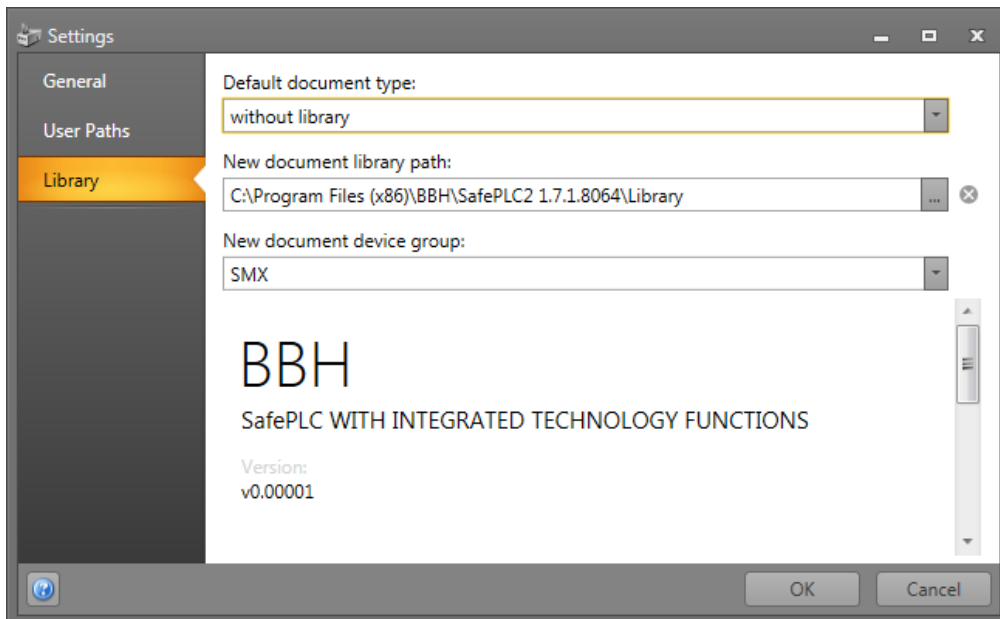 Settings
General
User Paths
Library
Default document type:
without library
New document library path:
C:\Program Files (x86)\BBH\SafePLC2 1.7.1.8064\Library
...
New document device group:
SMX
BBH
SafePLC WITH INTEGRATED TECHNOLOGY FUNCTIONS
Version:
v0.00001
OK
Cancel